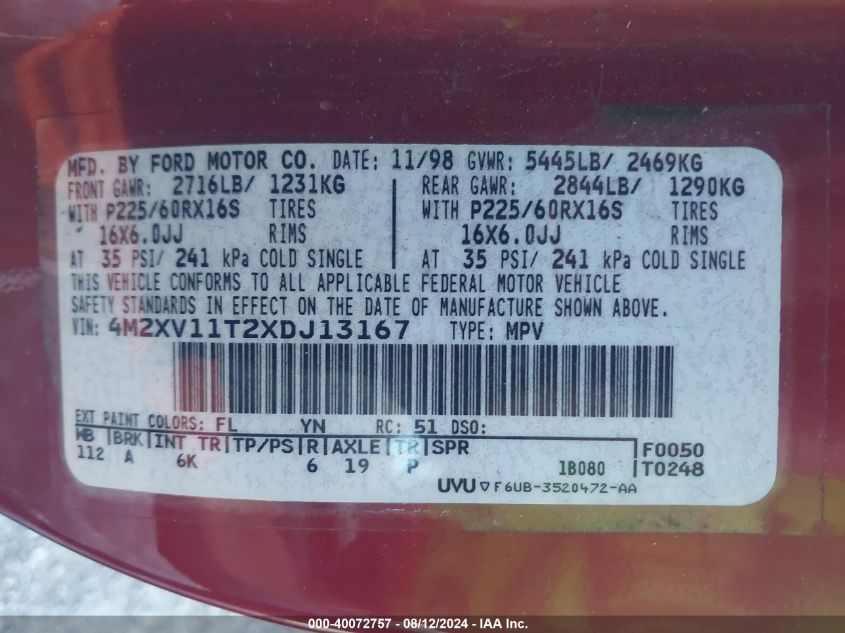 MFD. BY FORD MOTOR CO. DATE: 11/98 GVWR: 5445LB/ 2469KG
FRONT GAWR: 2716LB/ 1231KG REAR GAWR: 2844LB/ 1290KG
WITH P225/60RX16S TIRES WITH P225/60RX16S TIRES
16X6.0JJ RIMS 16X6.0JJ RIMS
AT 35 PSI/ 241 kPa COLD SINGLE AT 35 PSI/ 241 kPa COLD SINGLE
THIS VEHICLE CONFORMS TO ALL APPLICABLE FEDERAL MOTOR VEHICLE
SAFETY STANDARDS IN EFFECT ON THE DATE OF MANUFACTURE SHOWN ABOVE.
VIN: 4M2XV11T2XDJ13167 TYPE: MPV
EXT PAINT COLORS: FL YN RC: 51 DSO:
WB BRK INT TR TP/PS R AXLE TR SPR F0050
112 A 6K 6 19 P 1B080 T0248
UVU F6UB-3520472-AA
000-40072757 - 08/12/2024 - IAA Inc.